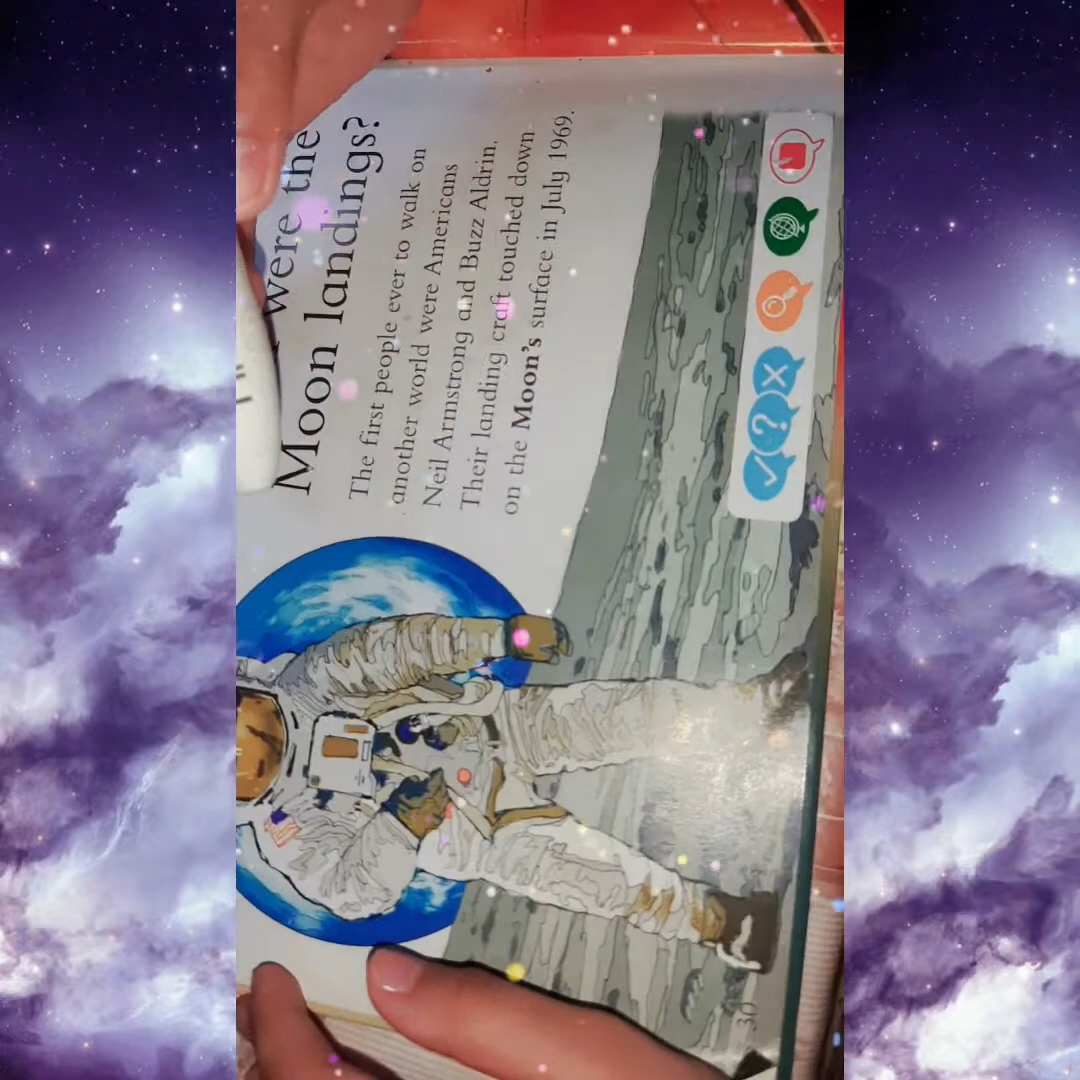 were the
Moon landings?
The first people ever to walk on
another world were Americans
Neil Armstrong and Buzz Aldrin.
Their landing craft touched down
on the Moon's surface in July 1969.
30